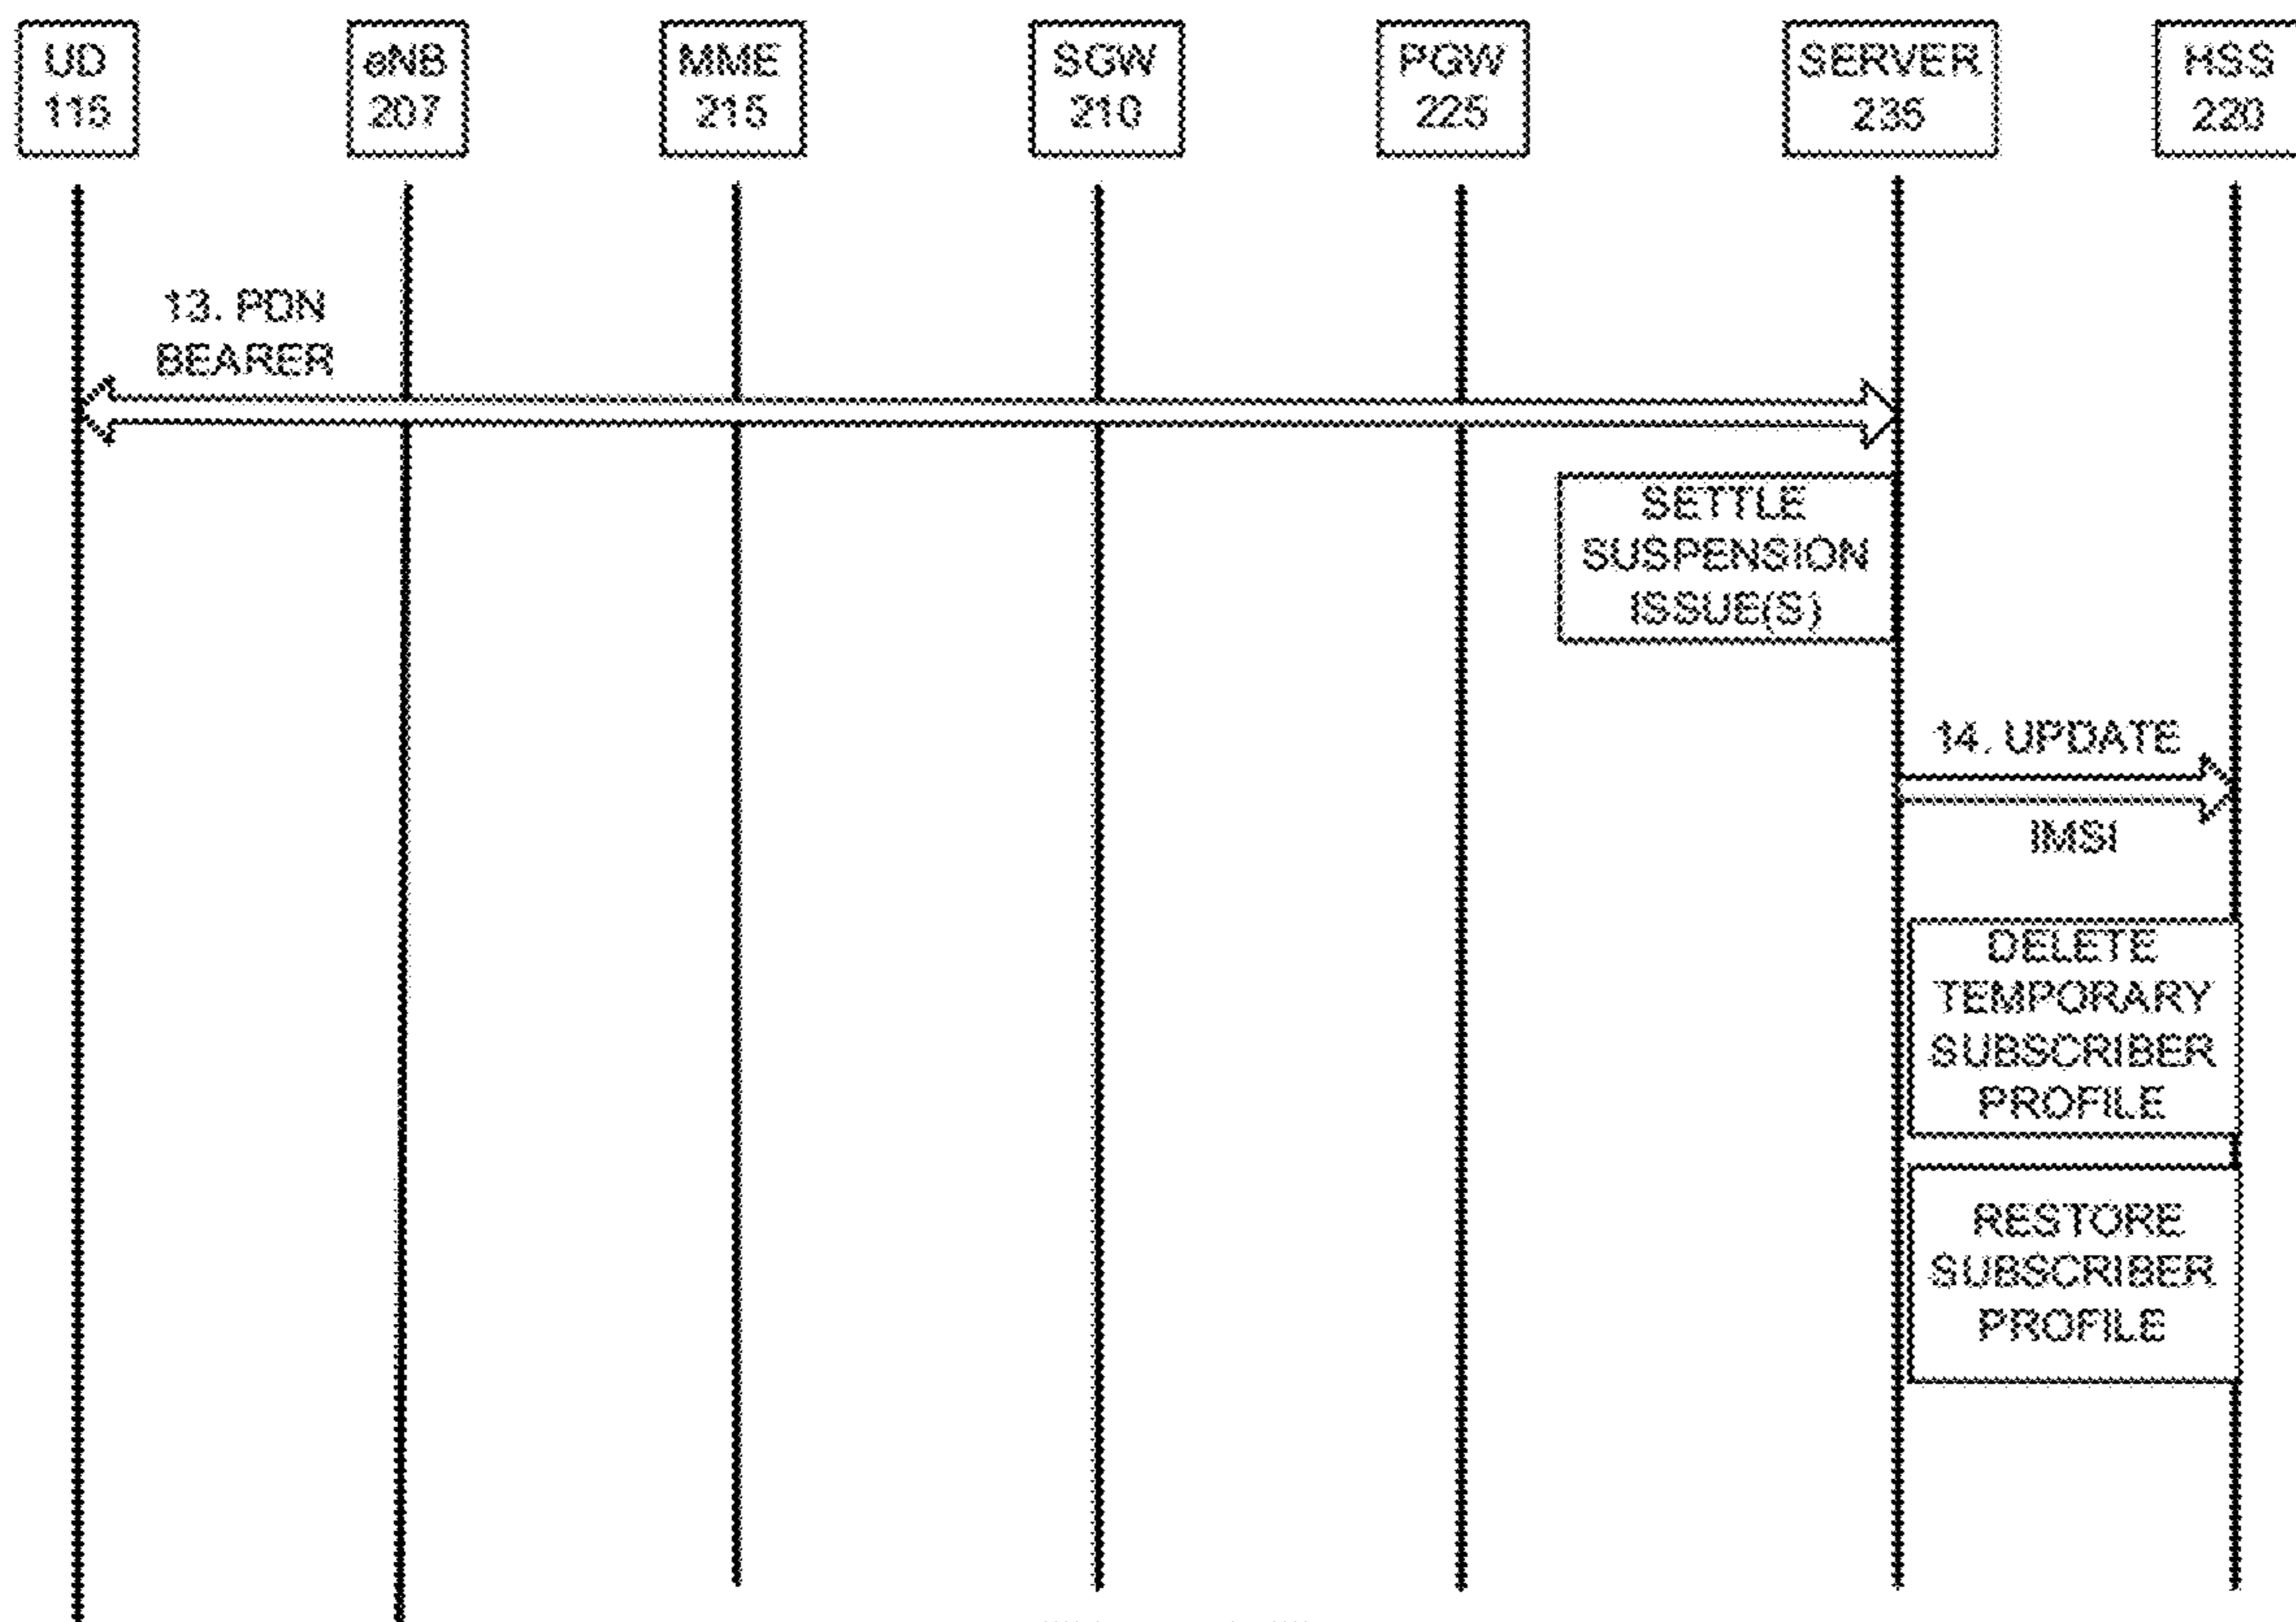 UD
115
eNB
207
MME
215
SGW
210
PGW
225
SERVER
235
HSS
220
13. PDN
BEARER
SETTLE
SUSPENSION
ISSUE(S)
14. UPDATE
IMSI
DELETE
TEMPORARY
SUBSCRIBER
PROFILE
RESTORE
SUBSCRIBER
PROFILE